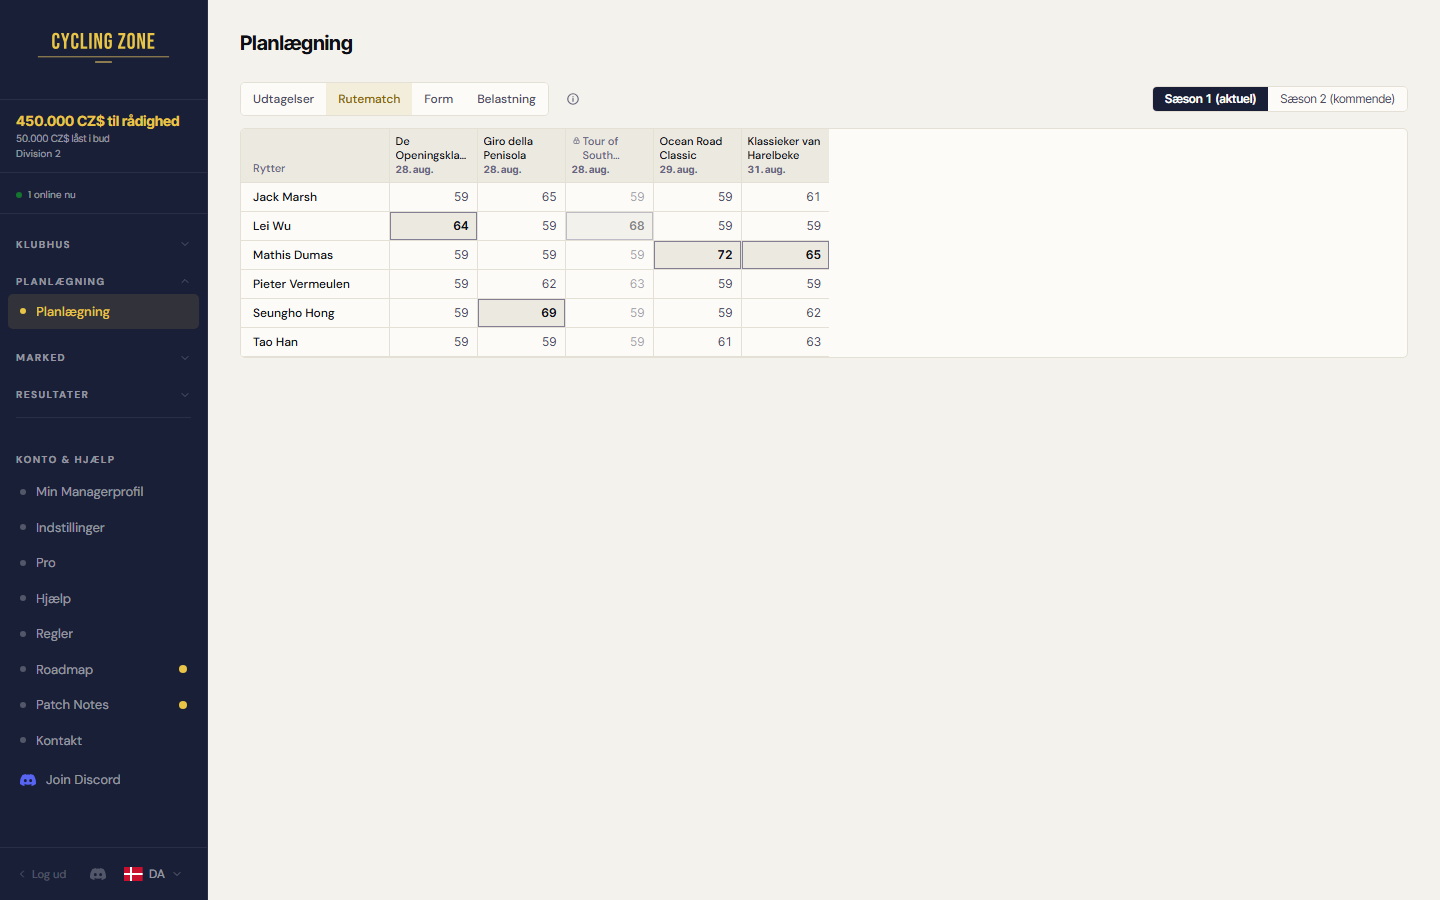 CYCLING ZONE
450.000 CZ$ til rådighed
50.000 CZ$ låst i bud
Division 2
1 online nu
KLUBHUS
PLANLÆGNING
Planlægning
MARKED
RESULTATER
KONTO & HJÆLP
Min Managerprofil
Indstillinger
Pro
Hjælp
Regler
Roadmap
Patch Notes
Kontakt
Join Discord
Log ud
DA
Planlægning
Udtagelser Rutematch Form Belastning
Sæson 1 (aktuel) Sæson 2 (kommende)
Rytter
De Openingskla… 28. aug.
Giro della Penisola 28. aug.
Tour of South… 28. aug.
Ocean Road Classic 29. aug.
Klassieker van Harelbeke 31. aug.
Jack Marsh 59 65 59 59 61
Lei Wu 64 59 68 59 59
Mathis Dumas 59 59 59 72 65
Pieter Vermeulen 59 62 63 59 59
Seungho Hong 59 69 59 59 62
Tao Han 59 59 59 61 63